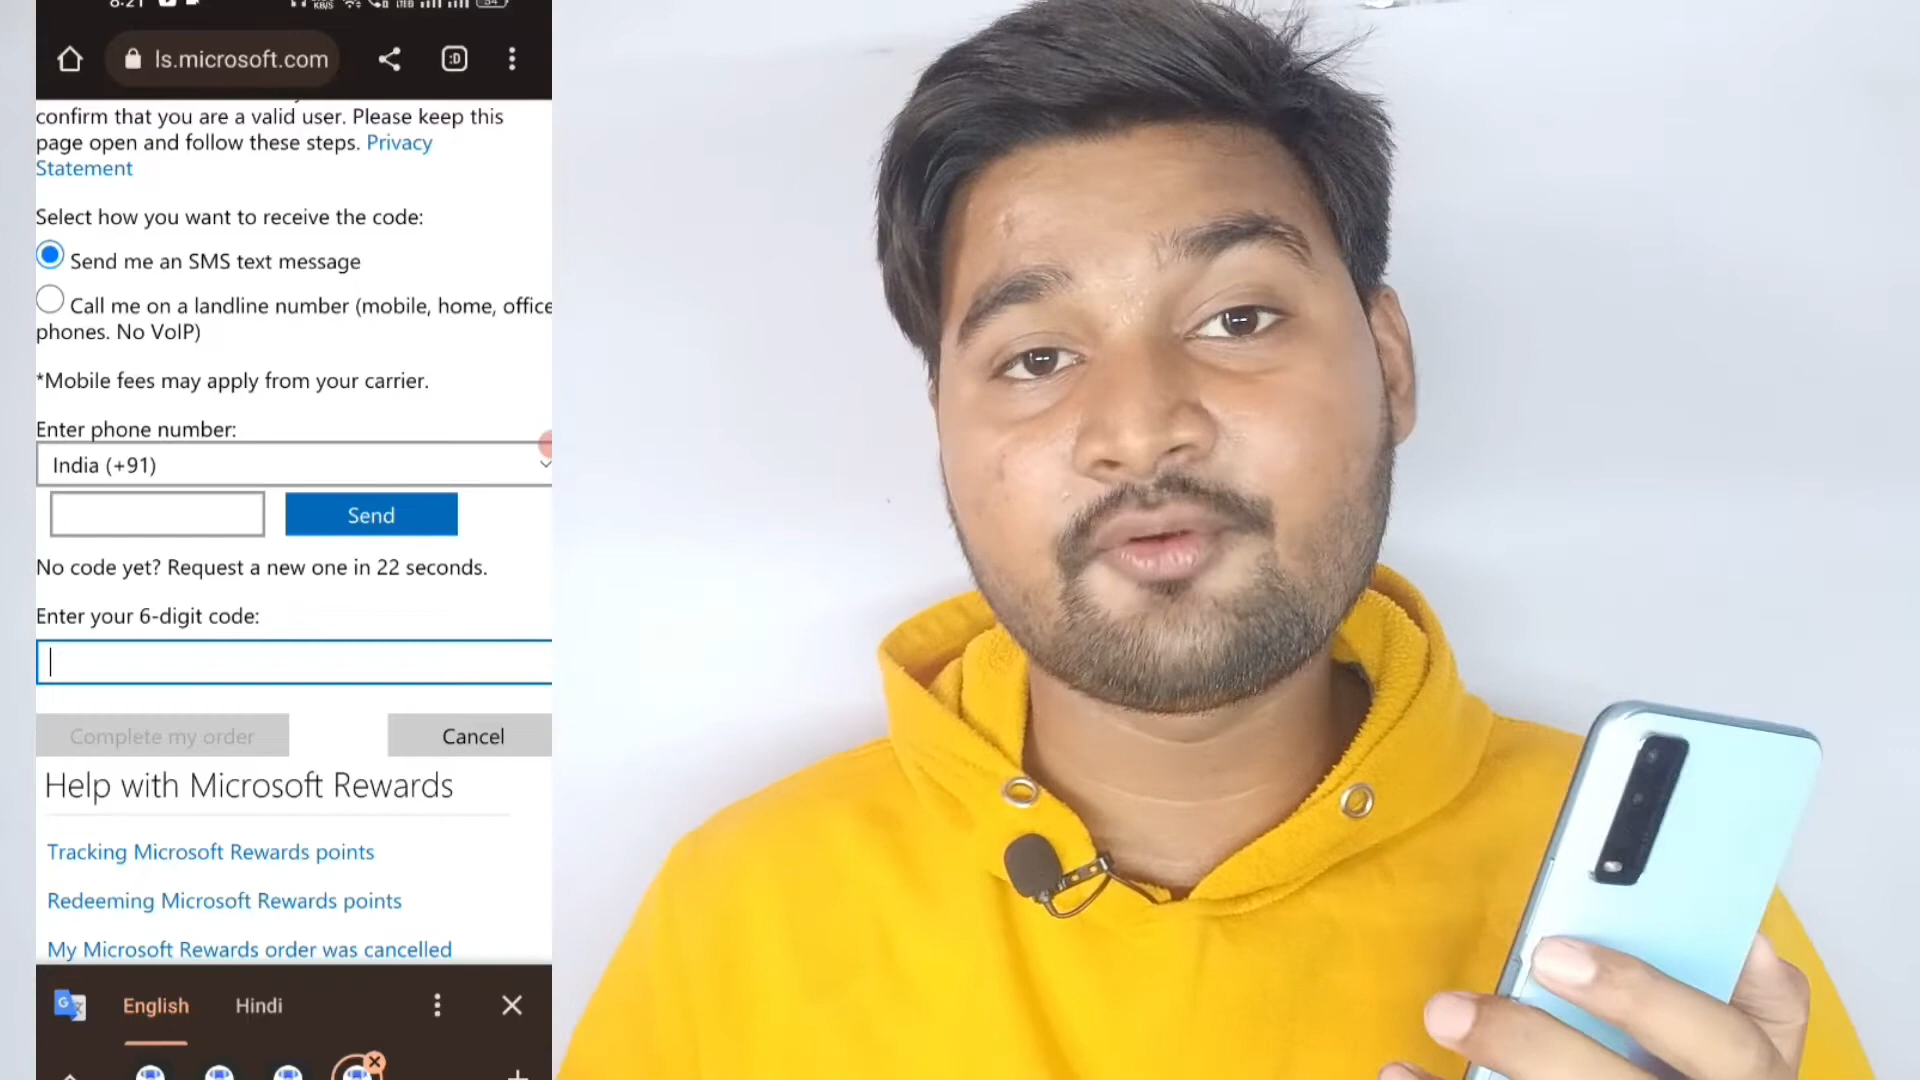 8:21
KB/S
54
ls.microsoft.com
:D
confirm that you are a valid user. Please keep this
page open and follow these steps. Privacy
Statement
Select how you want to receive the code:
Send me an SMS text message
Call me on a landline number (mobile, home, office
phones. No VoIP)
*Mobile fees may apply from your carrier.
Enter phone number:
India (+91)
Send
No code yet? Request a new one in 22 seconds.
Enter your 6-digit code:
Complete my order
Cancel
Help with Microsoft Rewards
Tracking Microsoft Rewards points
Redeeming Microsoft Rewards points
My Microsoft Rewards order was cancelled
G
English
Hindi